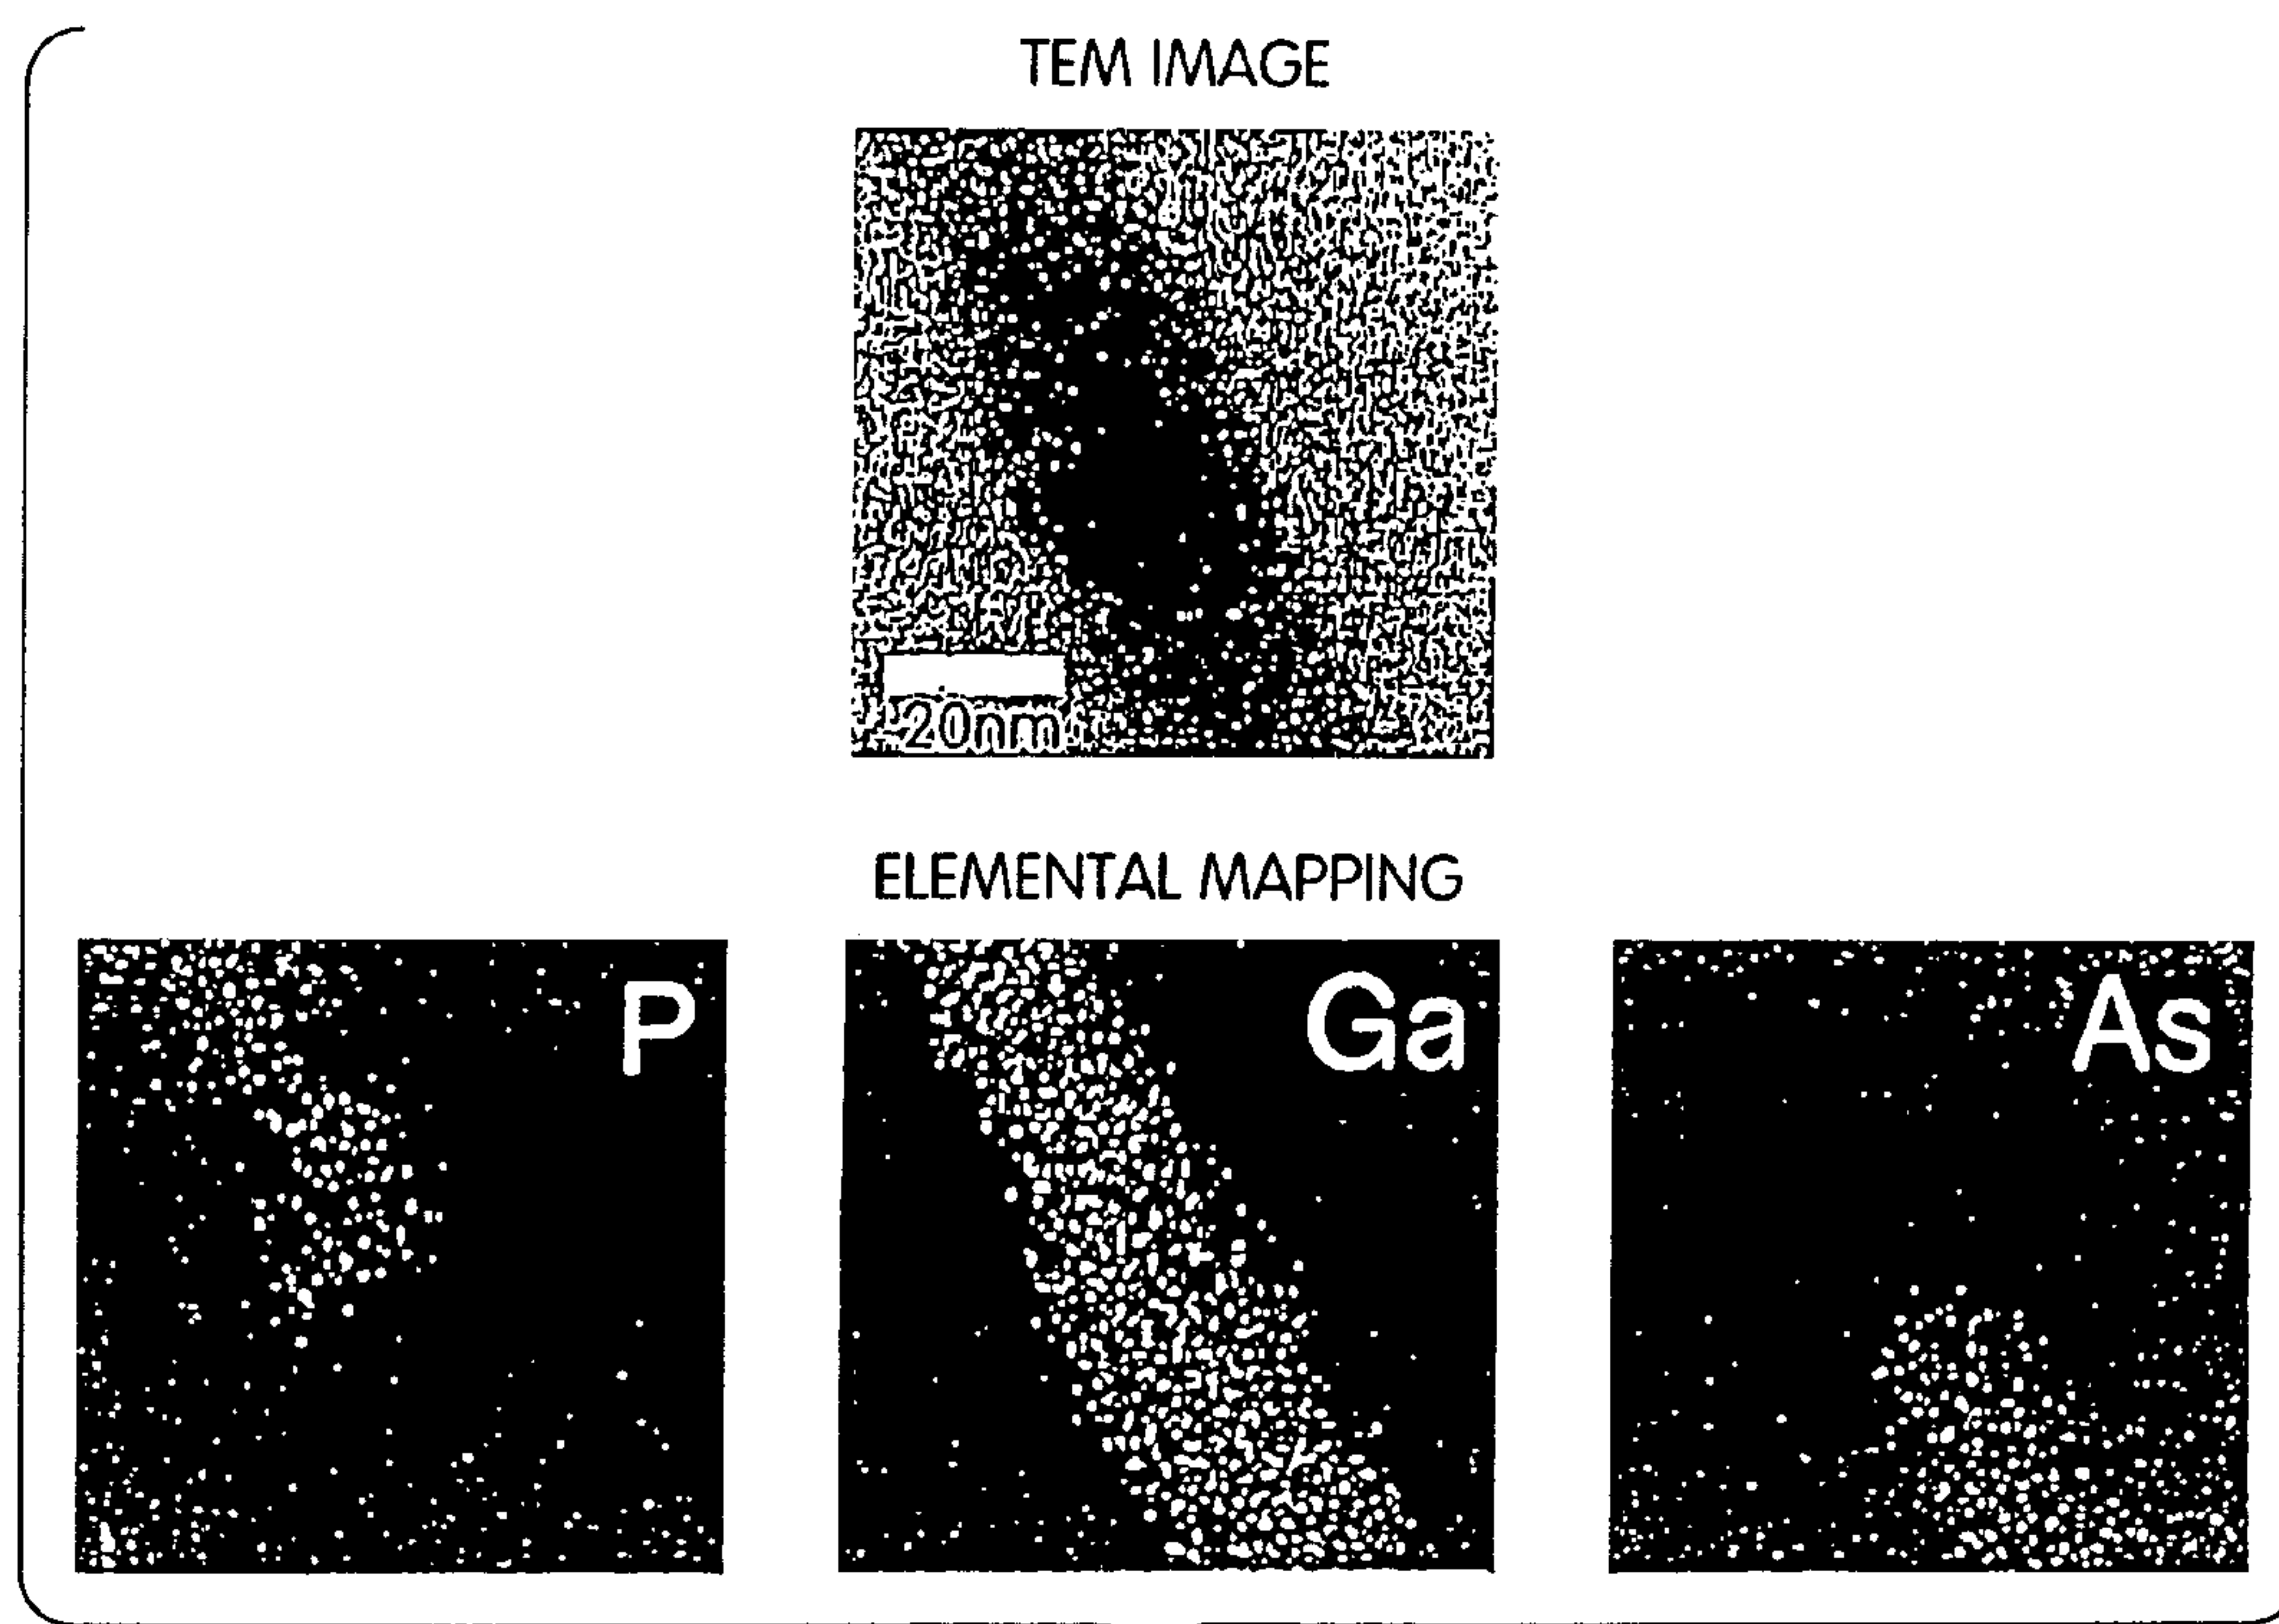 TEM IMAGE
20nm
ELEMENTAL MAPPING
P
Ga
As